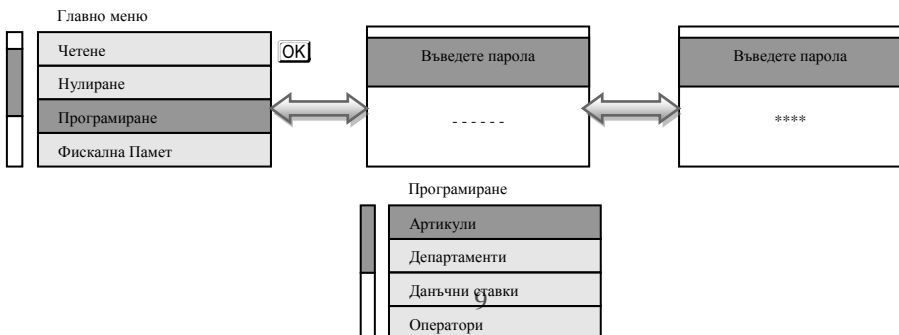 Главно меню
Четене
OK
Нулиране
Програмиране
Фискална Памет
Въведете парола
- - - - - -
Въведете парола
****
Програмиране
Артикули
Департаменти
Данъчни ставки
9
Оператори